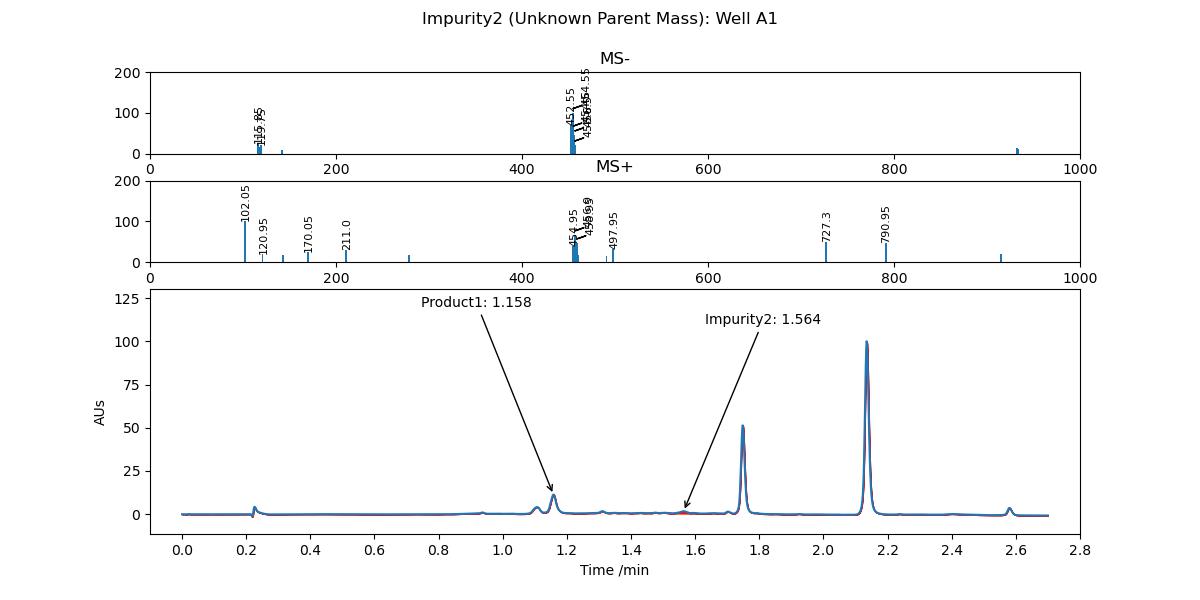 Impurity2 (Unknown Parent Mass): Well A1
MS-
200
100
0
115.85
119.75
452.55
454.55
0 200 400 600 800 1000
MS+
200
100
0
102.05
120.95
170.05
211.0
454.95
497.95
727.3
790.95
0 200 400 600 800 1000
Product1: 1.158
Impurity2: 1.564
125
100
75
50
25
0
AUs
0.0 0.2 0.4 0.6 0.8 1.0 1.2 1.4 1.6 1.8 2.0 2.2 2.4 2.6 2.8
Time /min